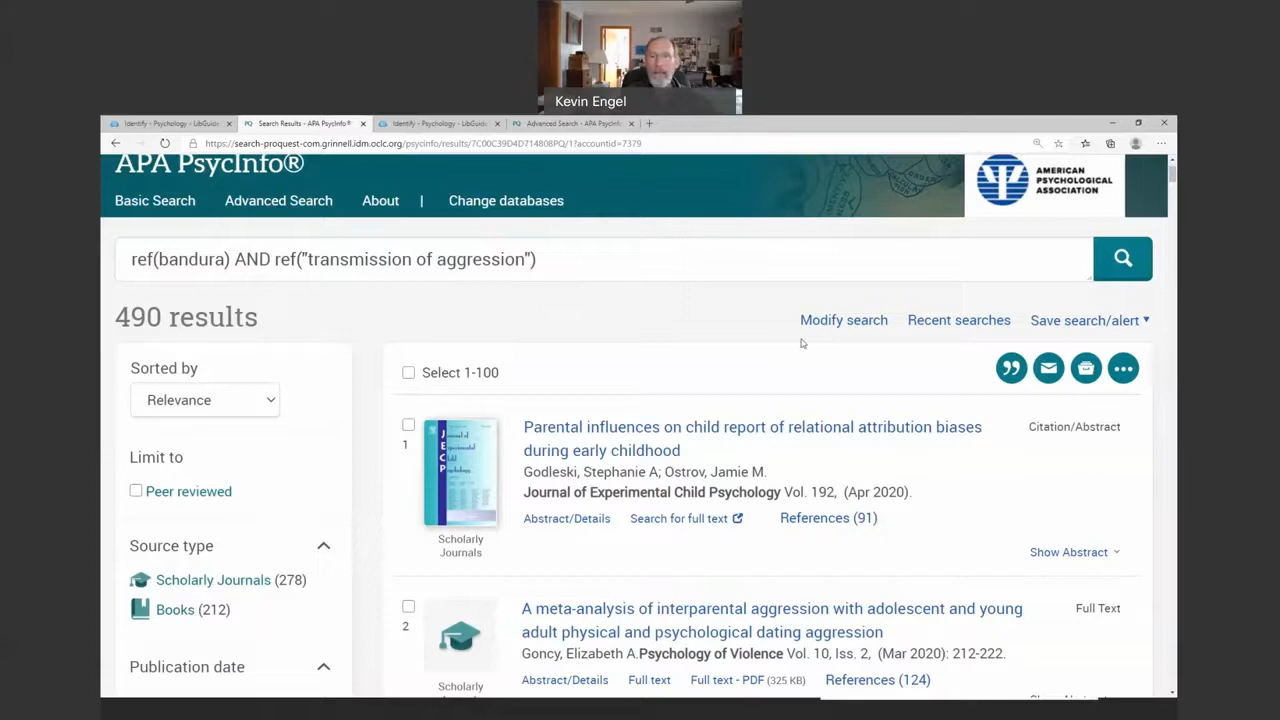 Kevin Engel
Identify - Psychology - LibGuid
Search Results - APA PsycInfo®
Identify - Psychology - LibGuid
Advanced Search - APA PsycInfo
https://search-proquest-com.grinnell.idm.oclc.org/psycinfo/results/7C00C39D4D714808PQ/1?accountid=7379
APA PsycInfo®
AMERICAN
PSYCHOLOGICAL
ASSOCIATION
Basic Search Advanced Search About | Change databases
ref(bandura) AND ref("transmission of aggression")
490 results
Modify search Recent searches Save search/alert
Sorted by
Relevance
Limit to
Peer reviewed
Source type
Scholarly Journals (278)
Books (212)
Publication date
Select 1-100
1
Parental influences on child report of relational attribution biases
during early childhood
Citation/Abstract
Godleski, Stephanie A; Ostrov, Jamie M.
Journal of Experimental Child Psychology Vol. 192, (Apr 2020).
Abstract/Details Search for full text References (91)
Scholarly
Journals
Show Abstract
2
A meta-analysis of interparental aggression with adolescent and young
adult physical and psychological dating aggression
Full Text
Goncy, Elizabeth A.Psychology of Violence Vol. 10, Iss. 2, (Mar 2020): 212-222.
Abstract/Details Full text Full text - PDF (325 KB) References (124)
Scholarly